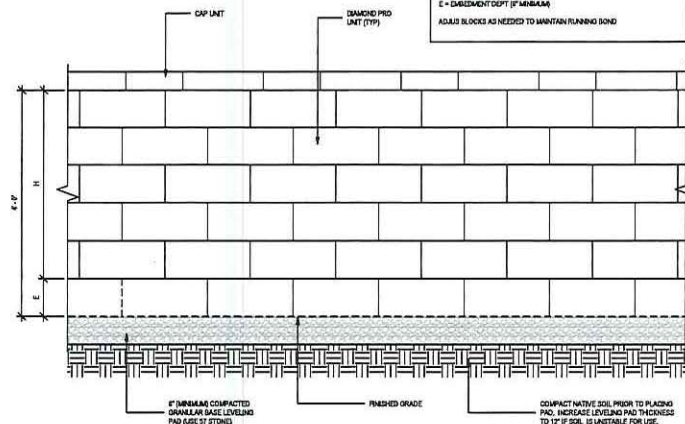 E = EMBEDMENT DEPT (6" MINIMUM)
ADJUS BLOCKS AS NEEDED TO MAINTAIN RUNNING BOND
CAP UNIT
DIAMOND PRO
UNIT (TYP)
H
E
6" (MINIMUM) COMPACTED
GRANULAR BASE LEVELING
PAD (USE 57 STONE)
FINISHED GRADE
COMPACT NATIVE SOIL PRIOR TO PLACING
PAD, INCREASE LEVELING PAD THICKNESS
TO 12" IF SOIL IS UNSTABLE FOR USE.